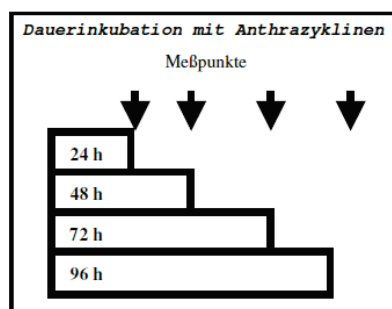 Dauerinkubation mit Anthrazyklinen
Meßpunkte
24 h
48 h
72 h
96 h